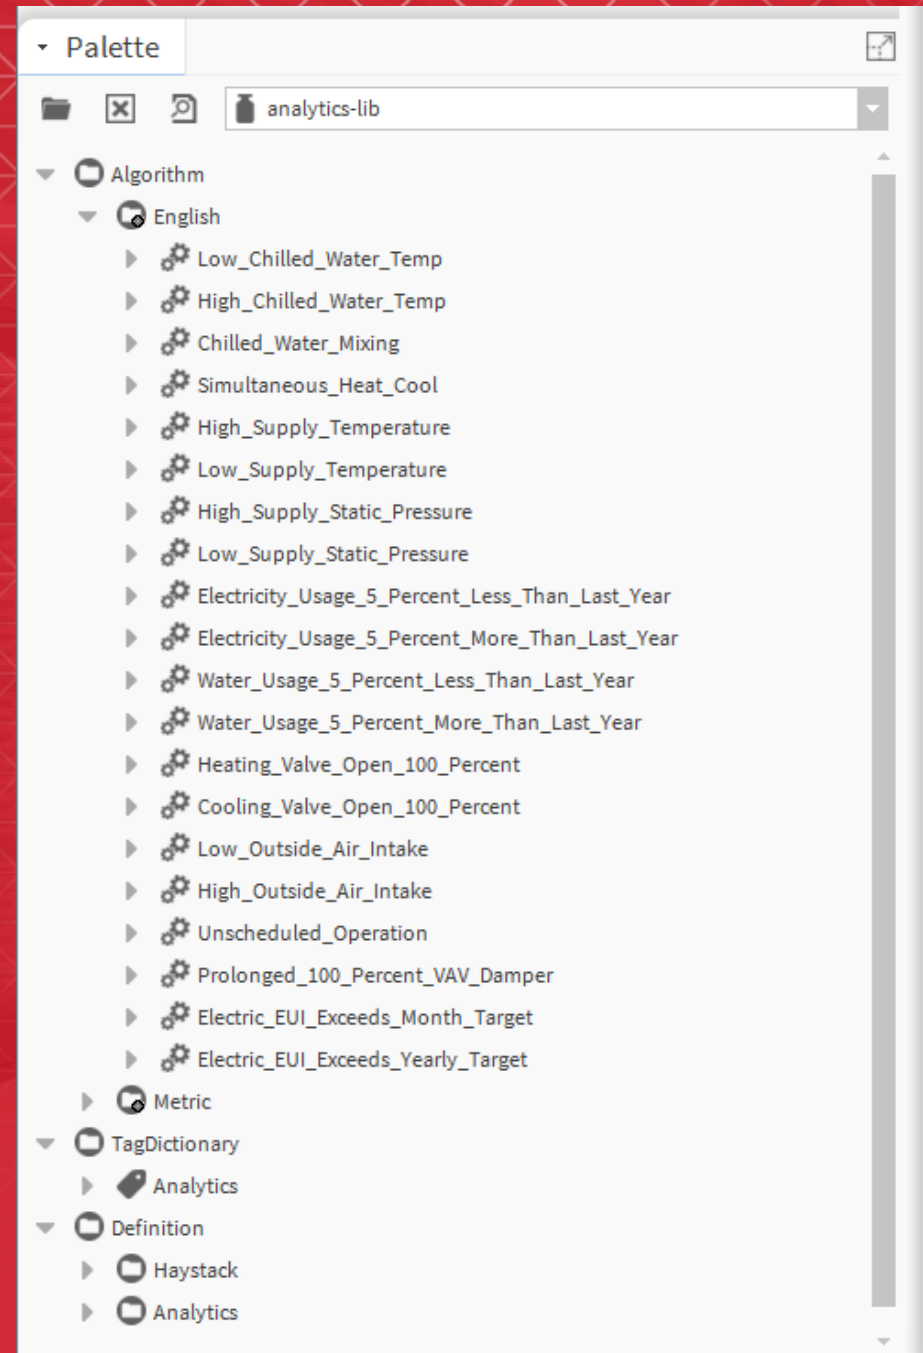 Palette
analytics-lib
Algorithm
English
Low_Chilled_Water_Temp
High_Chilled_Water_Temp
Chilled_Water_Mixing
Simultaneous_Heat_Cool
High_Supply_Temperature
Low_Supply_Temperature
High_Supply_Static_Pressure
Low_Supply_Static_Pressure
Electricity_Usage_5_Percent_Less_Than_Last_Year
Electricity_Usage_5_Percent_More_Than_Last_Year
Water_Usage_5_Percent_Less_Than_Last_Year
Water_Usage_5_Percent_More_Than_Last_Year
Heating_Valve_Open_100_Percent
Cooling_Valve_Open_100_Percent
Low_Outside_Air_Intake
High_Outside_Air_Intake
Unscheduled_Operation
Prolonged_100_Percent_VAV_Damper
Electric_EUI_Exceeds_Month_Target
Electric_EUI_Exceeds_Yearly_Target
Metric
TagDictionary
Analytics
Definition
Haystack
Analytics